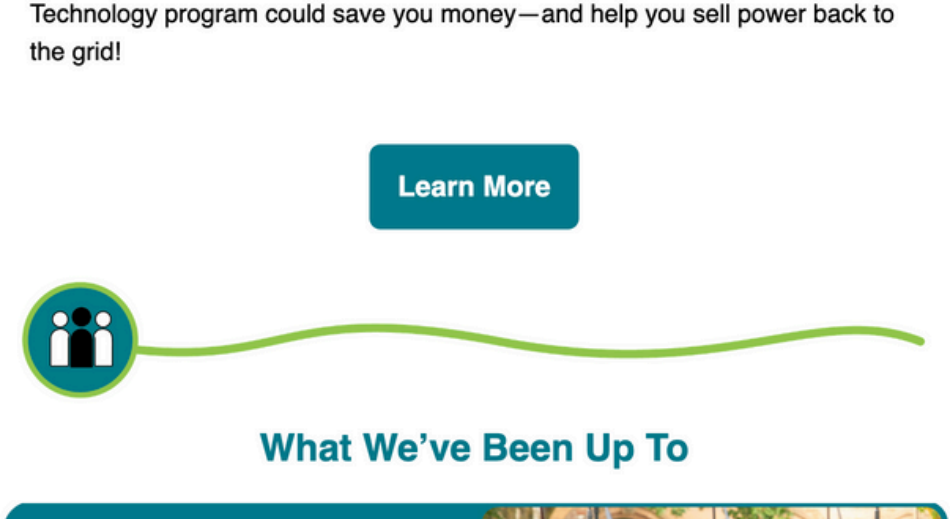 Technology program could save you money—and help you sell power back to
the grid!
Learn More
What We’ve Been Up To